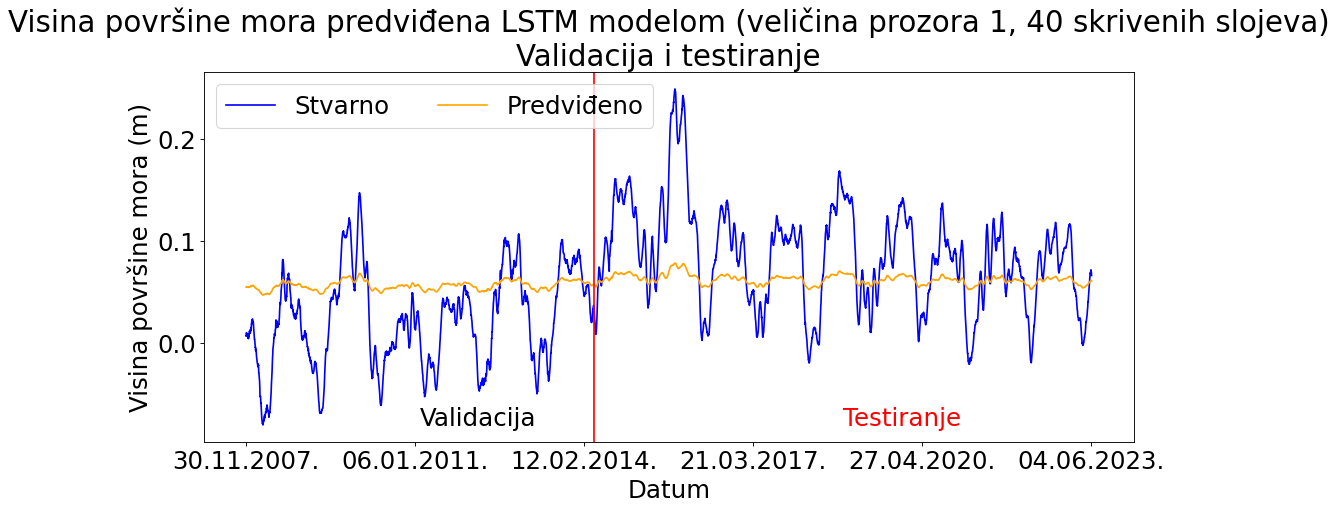 Visina površine mora predviđena LSTM modelom (veličina prozora 1, 40 skrivenih slojeva)
Validacija i testiranje
Stvarno
Predviđeno
Visina površine mora (m)
0.2
0.1
0.0
Validacija
Testiranje
30.11.2007.
06.01.2011.
12.02.2014.
21.03.2017.
27.04.2020.
04.06.2023.
Datum